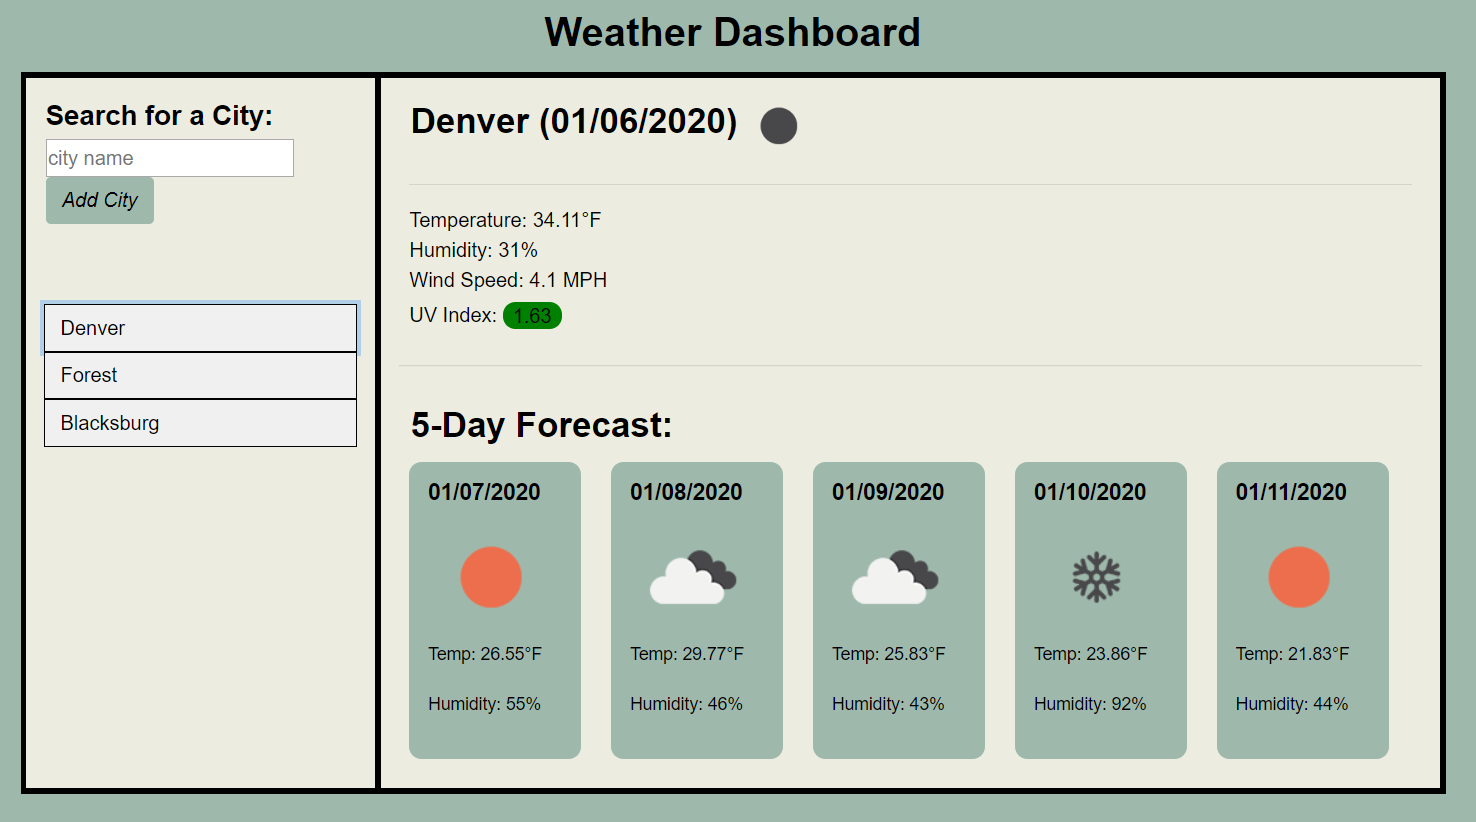 Weather Dashboard
Search for a City:
city name
Add City
Denver
Forest
Blacksburg
Denver (01/06/2020)
Temperature: 34.11°F
Humidity: 31%
Wind Speed: 4.1 MPH
UV Index: 1.63
5-Day Forecast:
01/07/2020
Temp: 26.55°F
Humidity: 55%
01/08/2020
Temp: 29.77°F
Humidity: 46%
01/09/2020
Temp: 25.83°F
Humidity: 43%
01/10/2020
Temp: 23.86°F
Humidity: 92%
01/11/2020
Temp: 21.83°F
Humidity: 44%